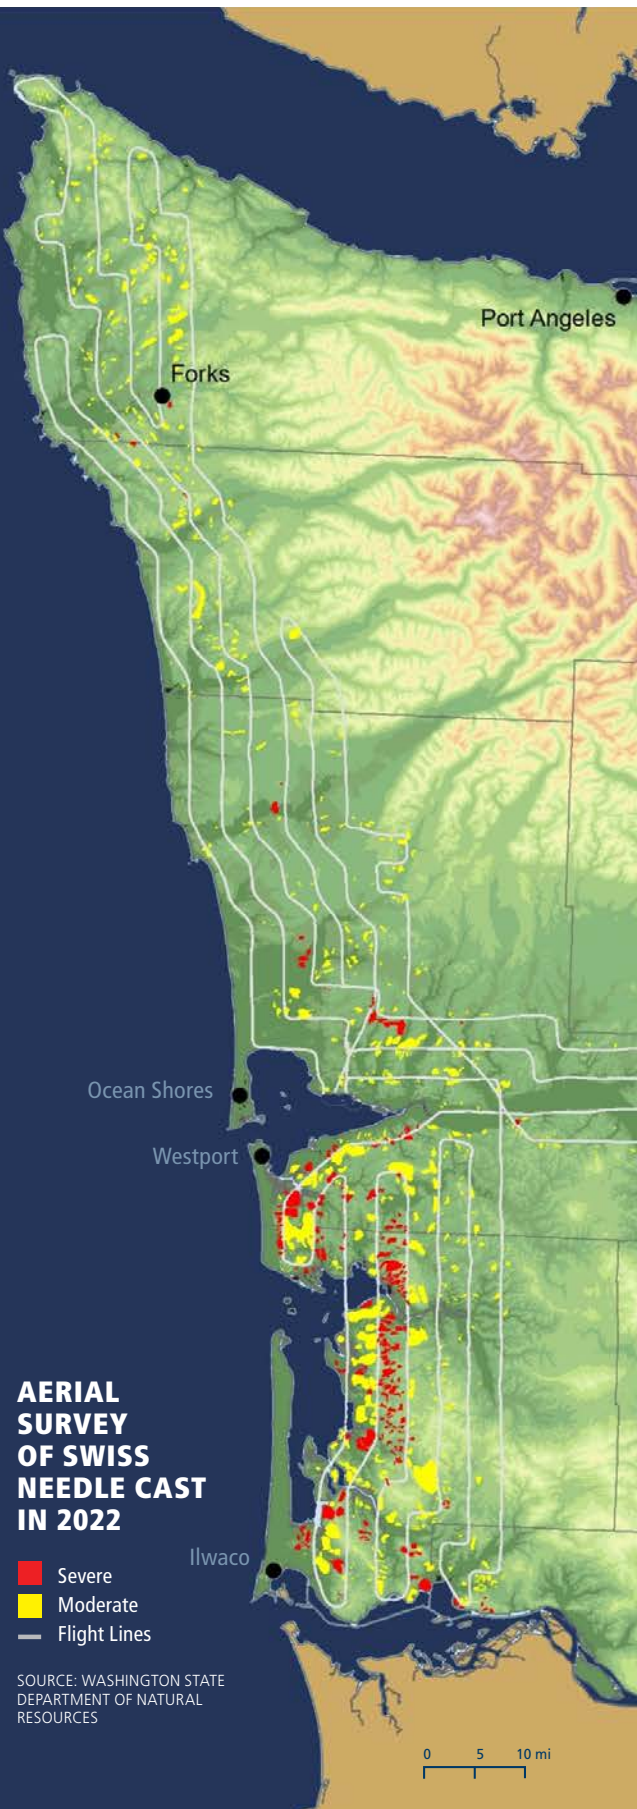 Port Angeles
Forks
Ocean Shores
Westport
AERIAL
SURVEY
OF SWISS
NEEDLE CAST
IN 2022
Ilwaco
Severe
Moderate
Flight Lines
SOURCE: WASHINGTON STATE
DEPARTMENT OF NATURAL
RESOURCES
0 5 10 mi